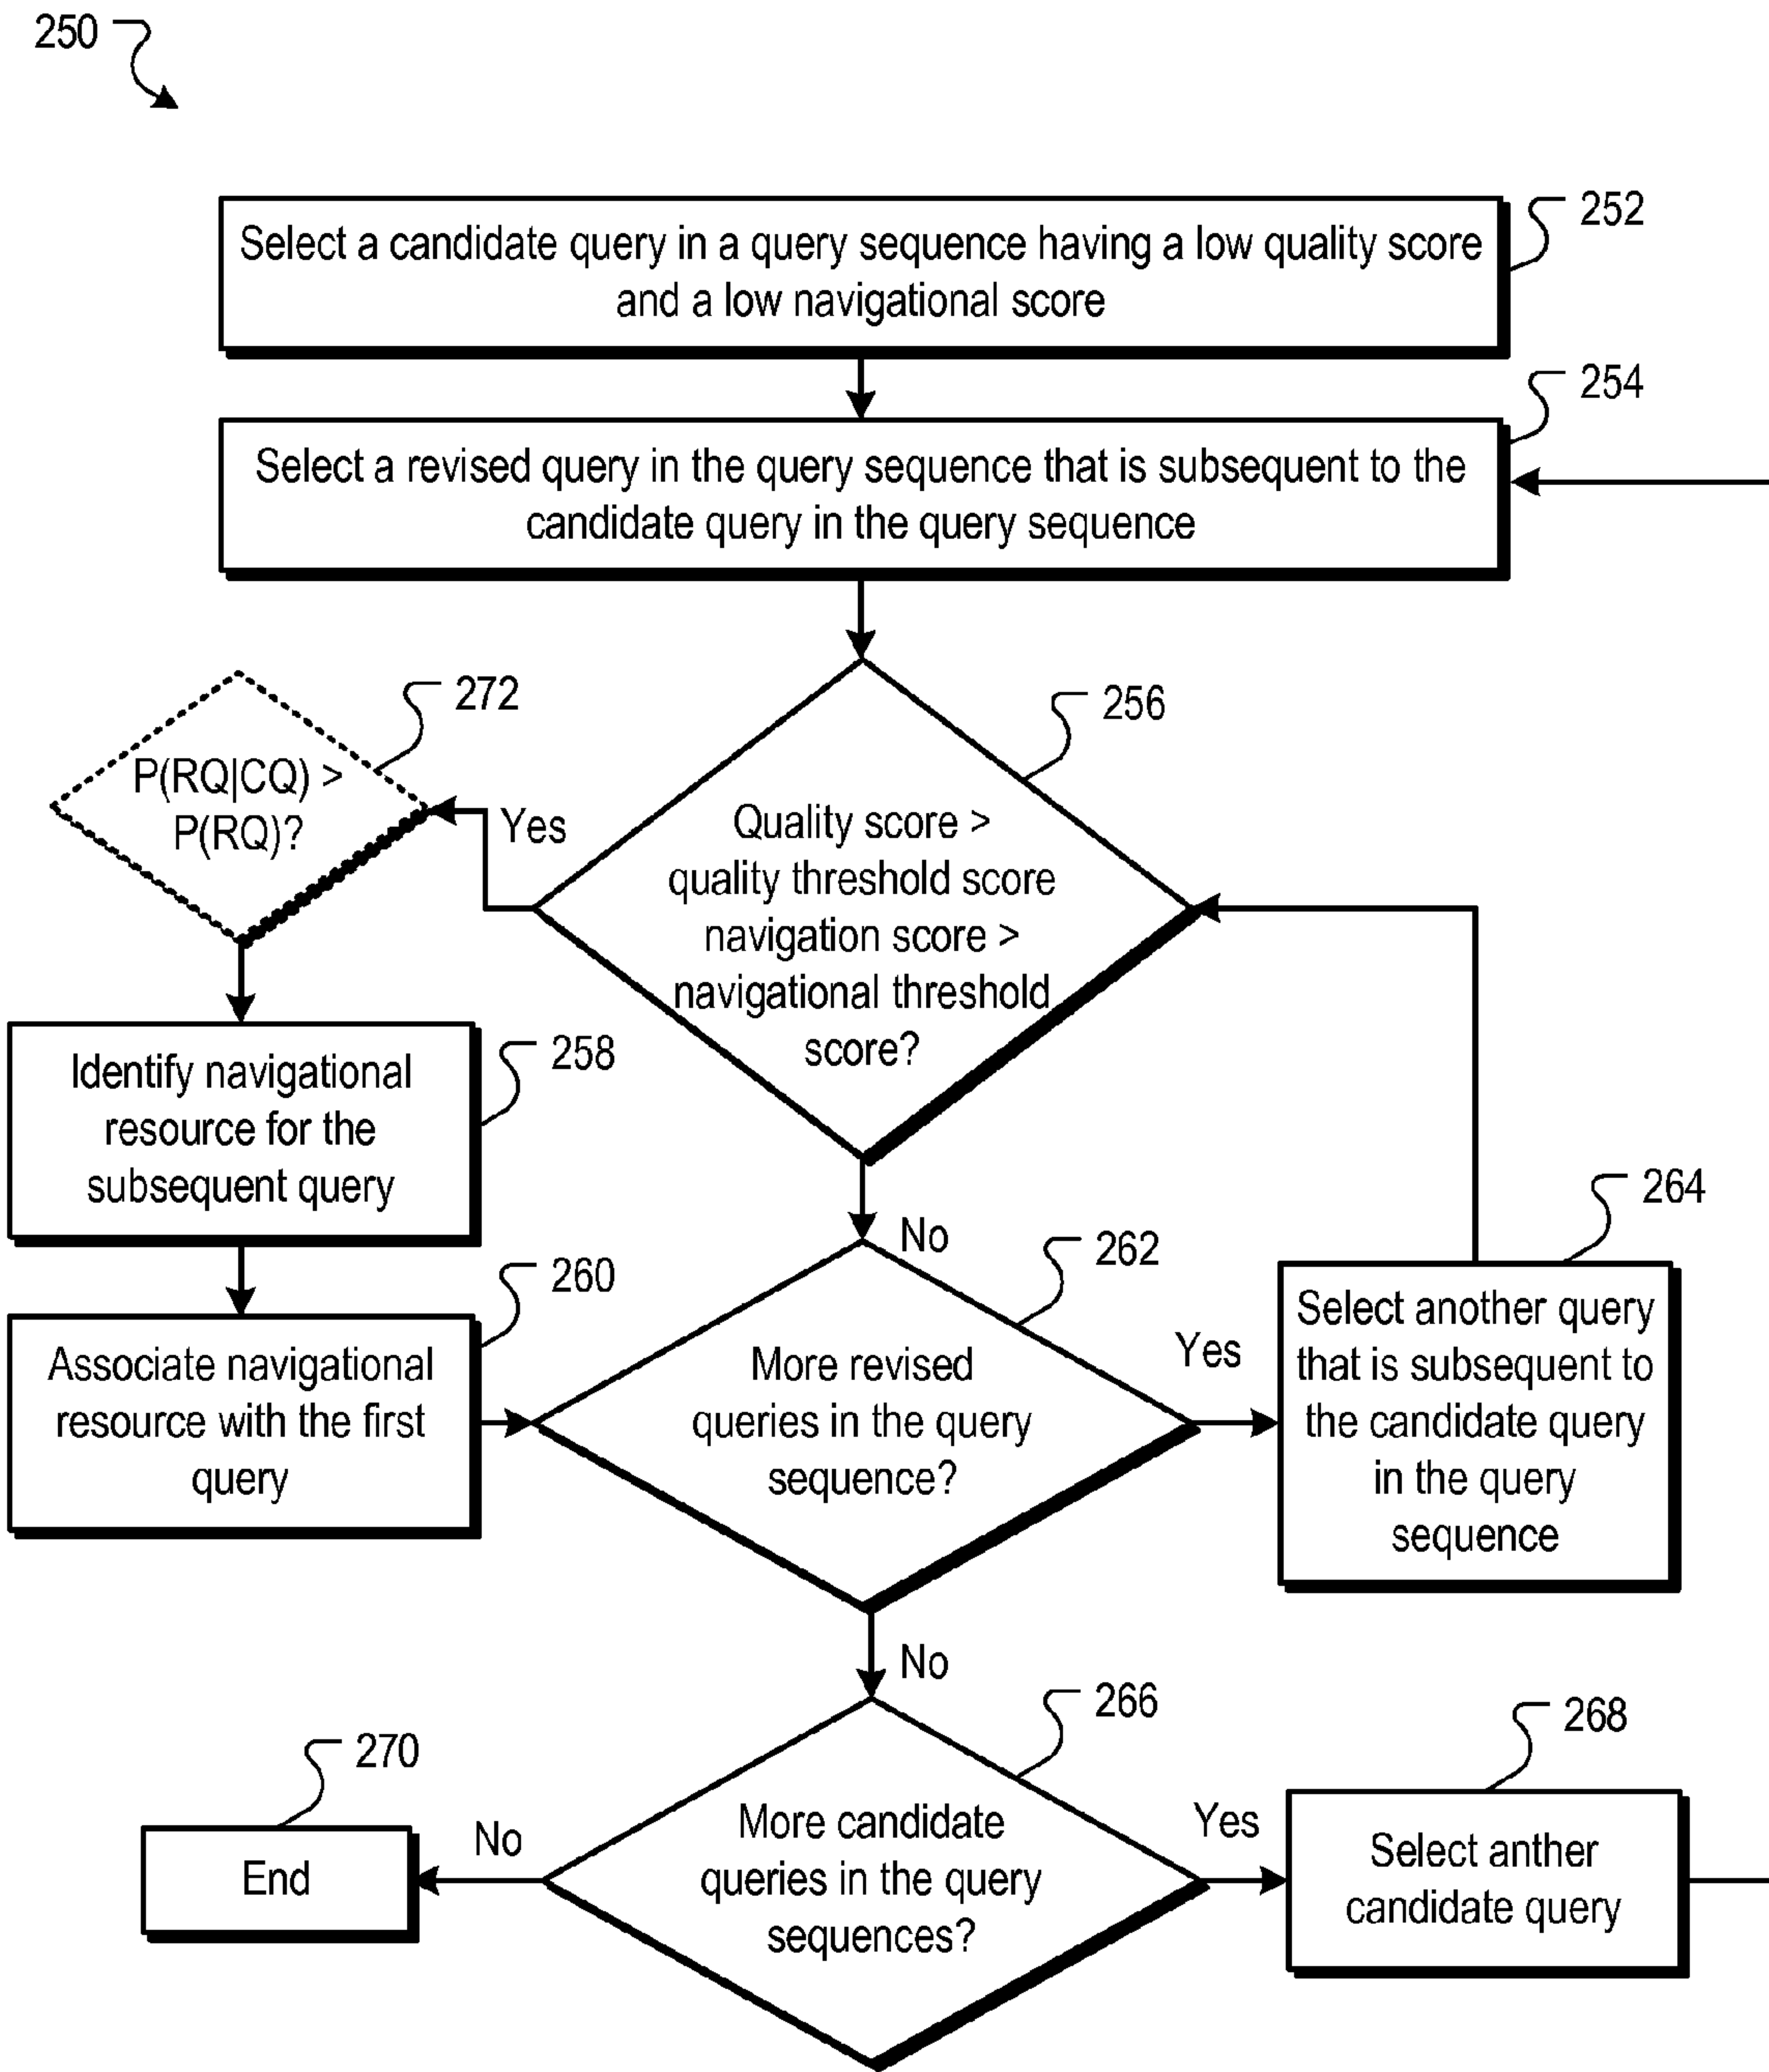 250
252
Select a candidate query in a query sequence having a low quality score
and a low navigational score
254
Select a revised query in the query sequence that is subsequent to the
candidate query in the query sequence
272
P(RQ|CQ) >
P(RQ)?
Yes
256
Quality score >
quality threshold score
navigation score >
navigational threshold
score?
258
Identify navigational
resource for the
subsequent query
No
260
Associate navigational
resource with the first
query
262
More revised
queries in the query
sequence?
Yes
264
Select another query
that is subsequent to
the candidate query
in the query
sequence
No
266
More candidate
queries in the query
sequences?
270
End
No
Yes
268
Select anther
candidate query